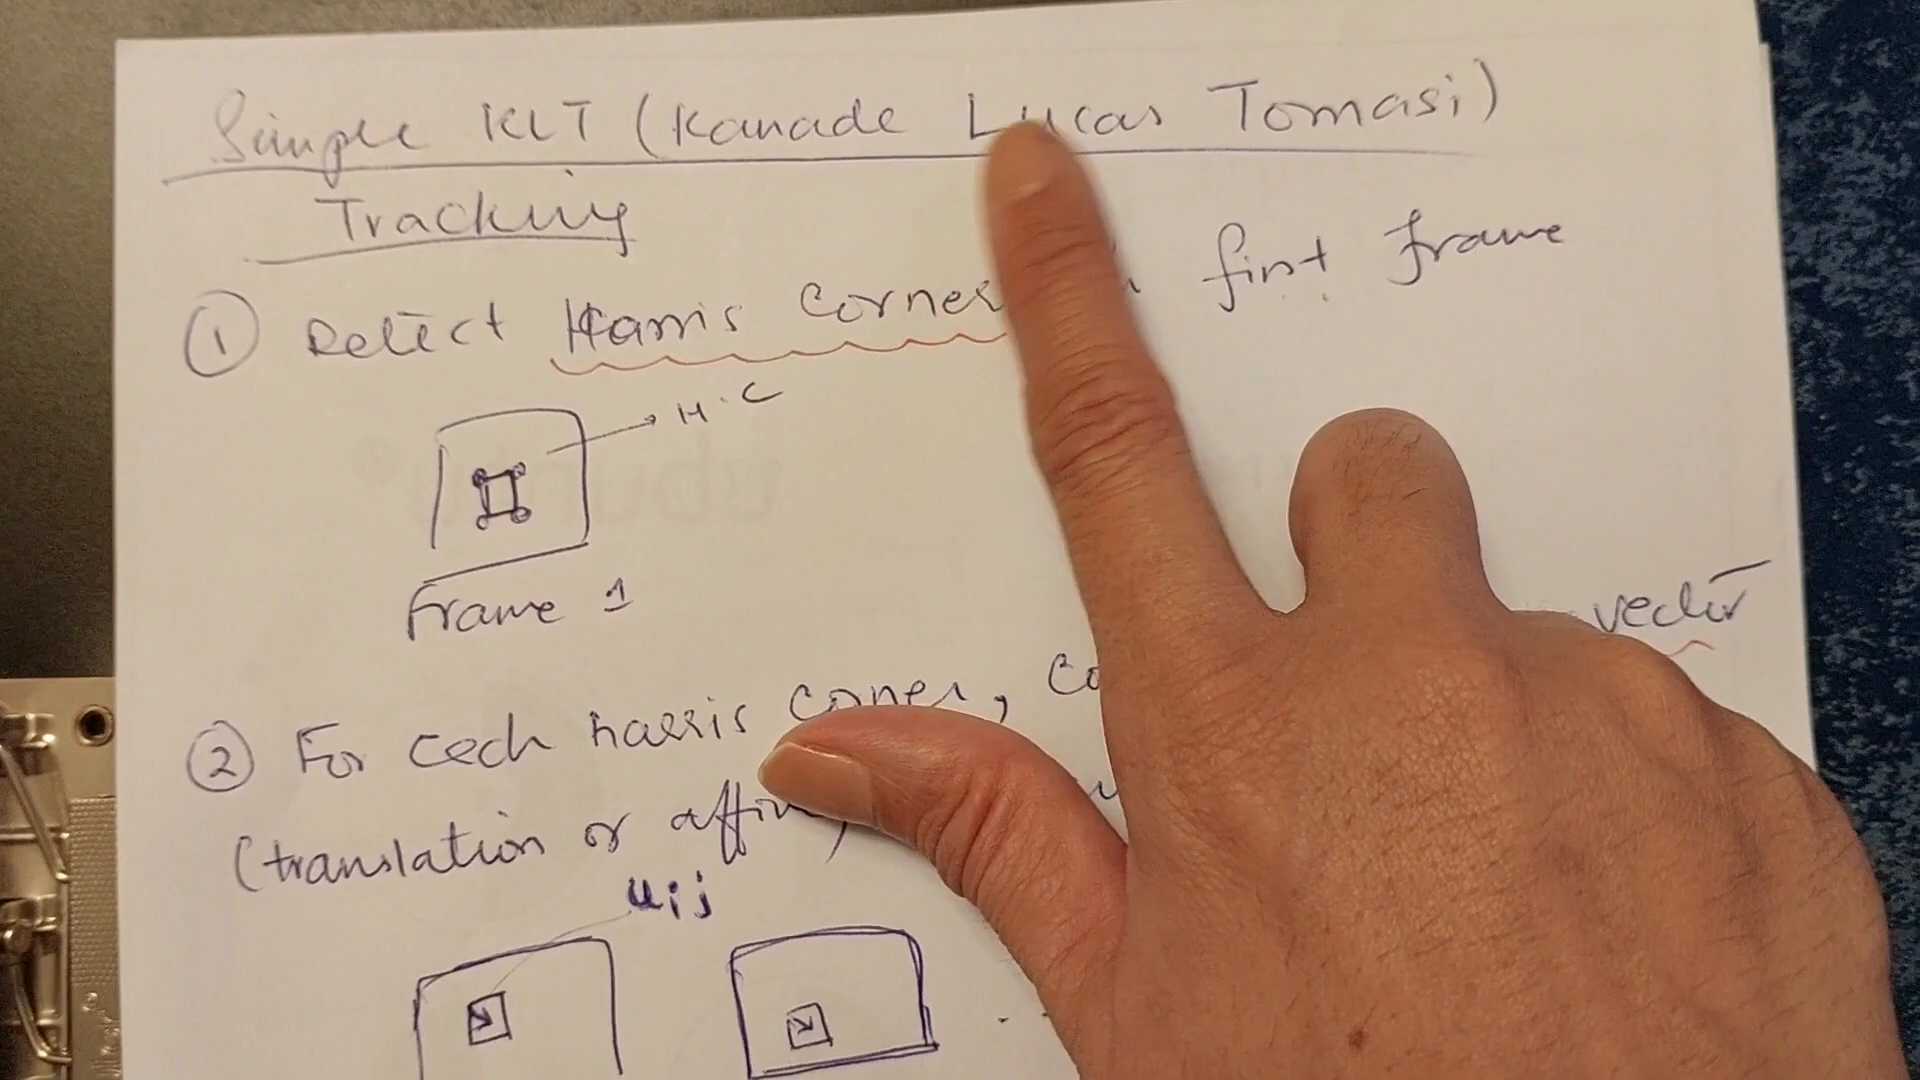 Simple KLT (Kanade Lucas Tomasi)
Tracking
① Detect Harris Corner first frame
H.C
Frame 1
② For each harris corner, vector
(translation or affin
uij